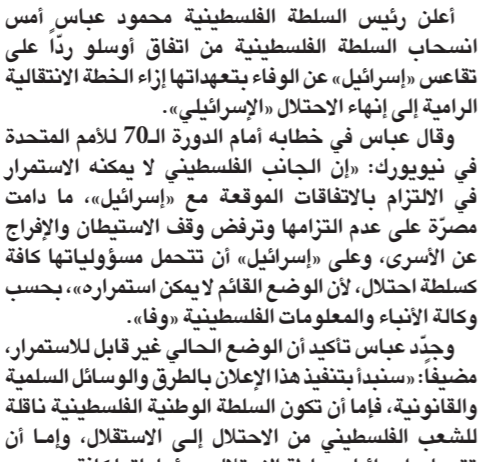 أعلن رئيس السلطة الفلسطينية محمود عباس أمس
انسحاب السلطة الفلسطينية من اتفاق أوسلو ردّاً على
تقاعس «إسرائيل» عن الوفاء بتعهداتها إزاء الخطة الانتقالية
الرامية إلى إنهاء الاحتلال «الإسرائيلي».
وقال عباس في خطابه أمام الدورة الـ70 للأمم المتحدة
في نيويورك: «إن الجانب الفلسطيني لا يمكنه الاستمرار
في الالتزام بالاتفاقات الموقعة مع «إسرائيل»، ما دامت
مصرّة على عدم التزامها وترفض وقف الاستيطان والإفراج
عن الأسرى، وعلى «إسرائيل» أن تتحمل مسؤولياتها كافة
كسلطة احتلال، لأن الوضع القائم لا يمكن استمراره»، بحسب
وكالة الأنباء والمعلومات الفلسطينية «وفا».
وجدّد عباس تأكيد أن الوضع الحالي غير قابل للاستمرار،
مضيفاً: «سنبدأ بتنفيذ هذا الإعلان بالطرق والوسائل السلمية
والقانونية، فإما أن تكون السلطة الوطنية الفلسطينية ناقلة
للشعب الفلسطيني من الاحتلال إلى الاستقلال، وإما أن